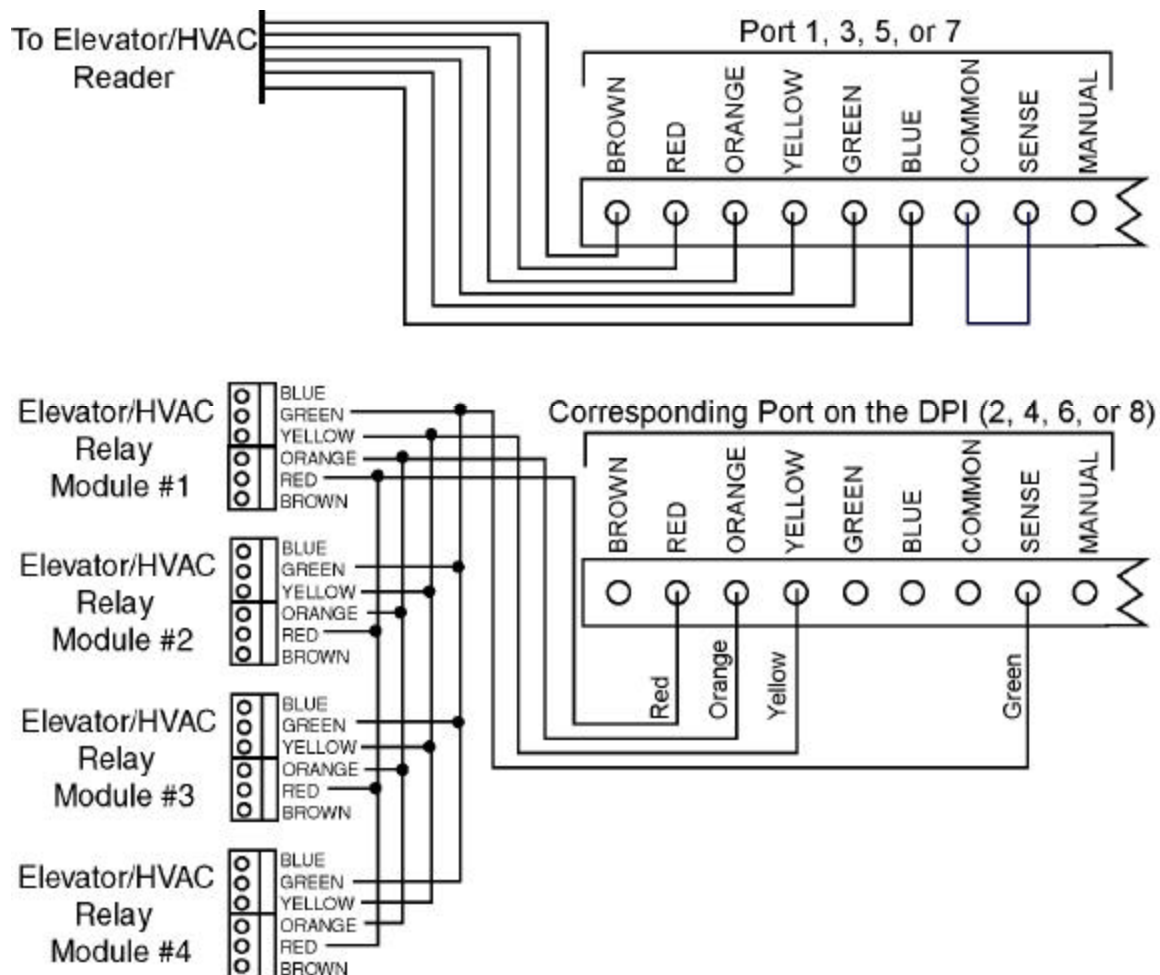 To Elevator/HVAC
Reader
Port 1, 3, 5, or 7
BROWN
RED
ORANGE
YELLOW
GREEN
BLUE
COMMON
SENSE
MANUAL
Elevator/HVAC
Relay
Module #1
BLUE
GREEN
YELLOW
ORANGE
RED
BROWN
Corresponding Port on the DPI (2, 4, 6, or 8)
BROWN
RED
ORANGE
YELLOW
GREEN
BLUE
COMMON
SENSE
MANUAL
Red
Orange
Yellow
Green
Elevator/HVAC
Relay
Module #2
BLUE
GREEN
YELLOW
ORANGE
RED
BROWN
Elevator/HVAC
Relay
Module #3
BLUE
GREEN
YELLOW
ORANGE
RED
BROWN
Elevator/HVAC
Relay
Module #4
BLUE
GREEN
YELLOW
ORANGE
RED
BROWN